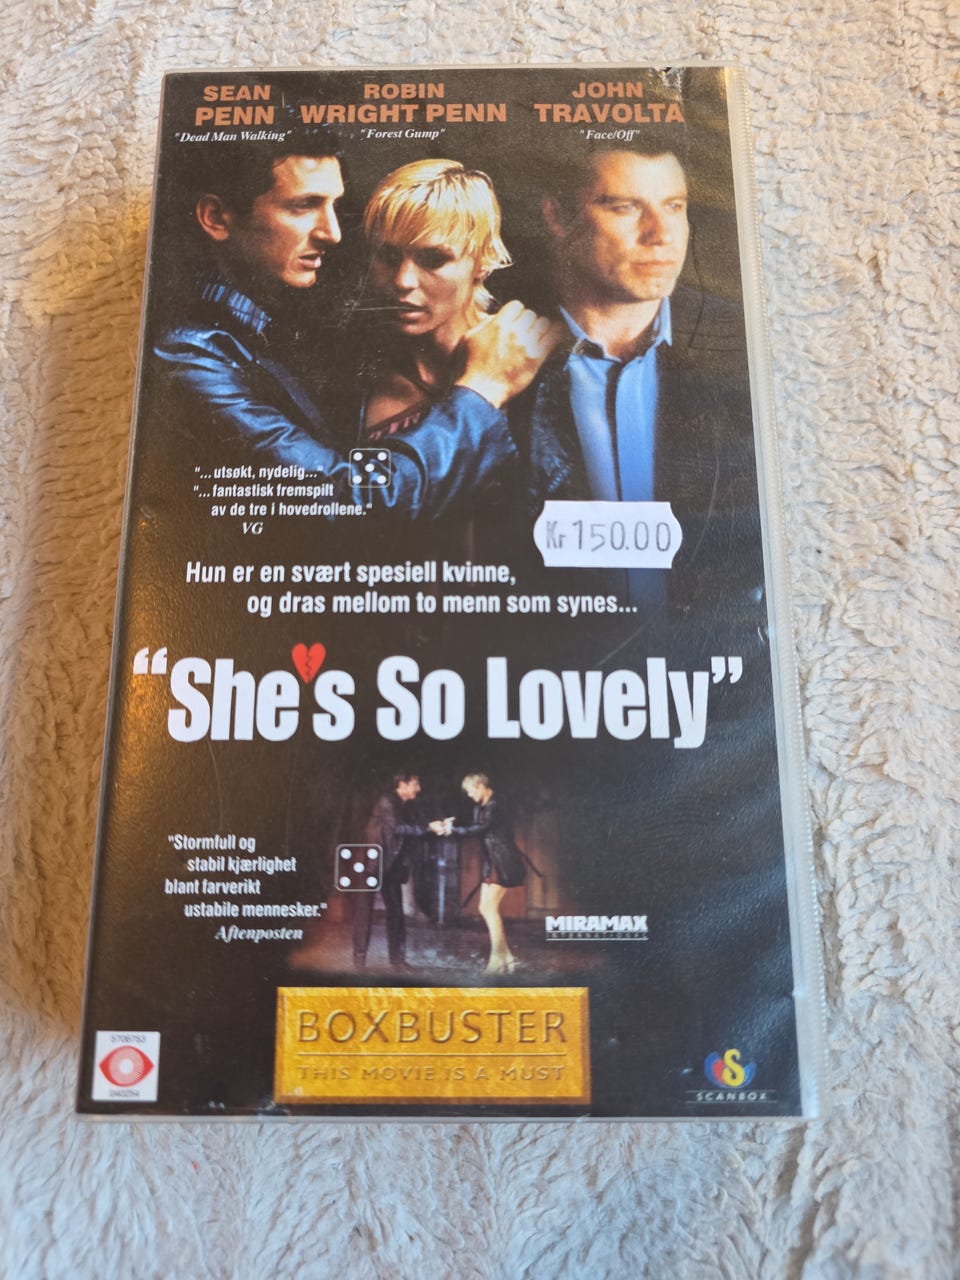 SEAN
PENN
"Dead Man Walking"
ROBIN
WRIGHT PENN
"Forest Gump"
JOHN
TRAVOLTA
"Face/Off"
"... utsøkt, nydelig..."
"... fantastisk fremspilt
av de tre i hovedrollene."
VG
Kr 150.00
Hun er en svært spesiell kvinne,
og dras mellom to menn som synes...
"She's So Lovely"
"Stormfull og
stabil kjærlighet
blant farverikt
ustabile mennesker."
Aftenposten
MIRAMAX
INTERNATIONAL
BOXBUSTER
THIS MOVIE IS A MUST
SCANBOX